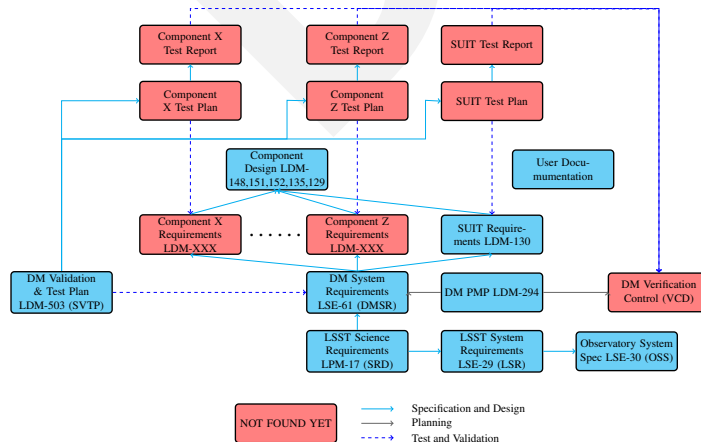 Component X
Test Report
Component Z
Test Report
SUIT Test Report
Component
X Test Plan
Component
Z Test Plan
SUIT Test Plan
Component
Design LDM-
148,151,152,135,129
User Docu-
mumentation
Component X
Requirements
LDM-XXX
· · · · · ·
Component Z
Requirements
LDM-XXX
SUIT Require-
ments LDM-130
DM Validation
& Test Plan
LDM-503 (SVTP)
DM System
Requirements
LSE-61 (DMSR)
DM PMP LDM-294
DM Verification
Control (VCD)
LSST Science
Requirements
LPM-17 (SRD)
LSST System
Requirements
LSE-29 (LSR)
Observatory System
Spec LSE-30 (OSS)
NOT FOUND YET
Specification and Design
Planning
Test and Validation